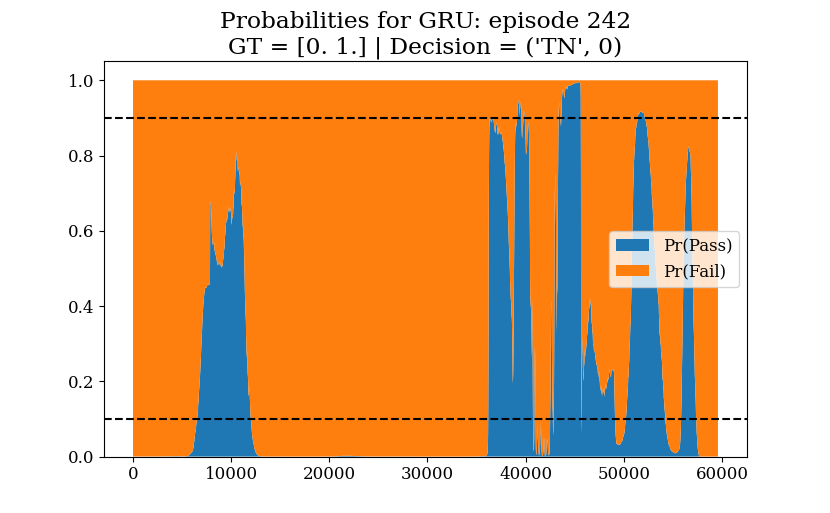 Probabilities for GRU: episode 242
GT = [0. 1.] | Decision = ('TN', 0)
1.0
0.8
0.6
0.4
0.2
0.0
Pr(Pass)
Pr(Fail)
0 10000 20000 30000 40000 50000 60000